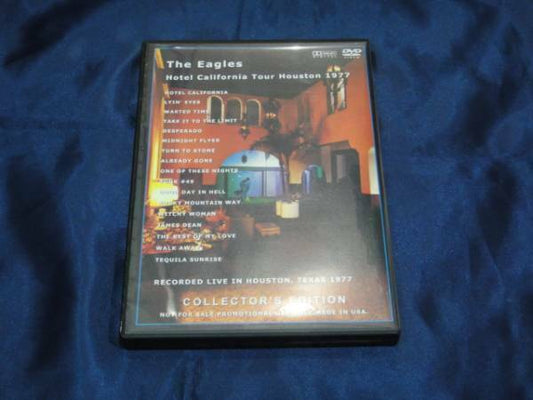 DOLBY
DVD
The Eagles
Hotel California Tour Houston 1977
HOTEL CALIFORNIA
LYIN' EYES
WASTED TIME
TAKE IT TO THE LIMIT
DESPERADO
MIDNIGHT FLYER
TURN TO STONE
ALREADY GONE
ONE OF THESE NIGHTS
#49
DAY IN HELL
MOUNTAIN WAY
WITCHY WOMAN
JAMES DEAN
THE BEST OF MY LOVE
WALK AWAY
TEQUILA SUNRISE
RECORDED LIVE IN HOUSTON, TEXAS 1977
COLLECTOR'S EDITION
NOT FOR SALE PROMOTIONAL MADE IN USA.